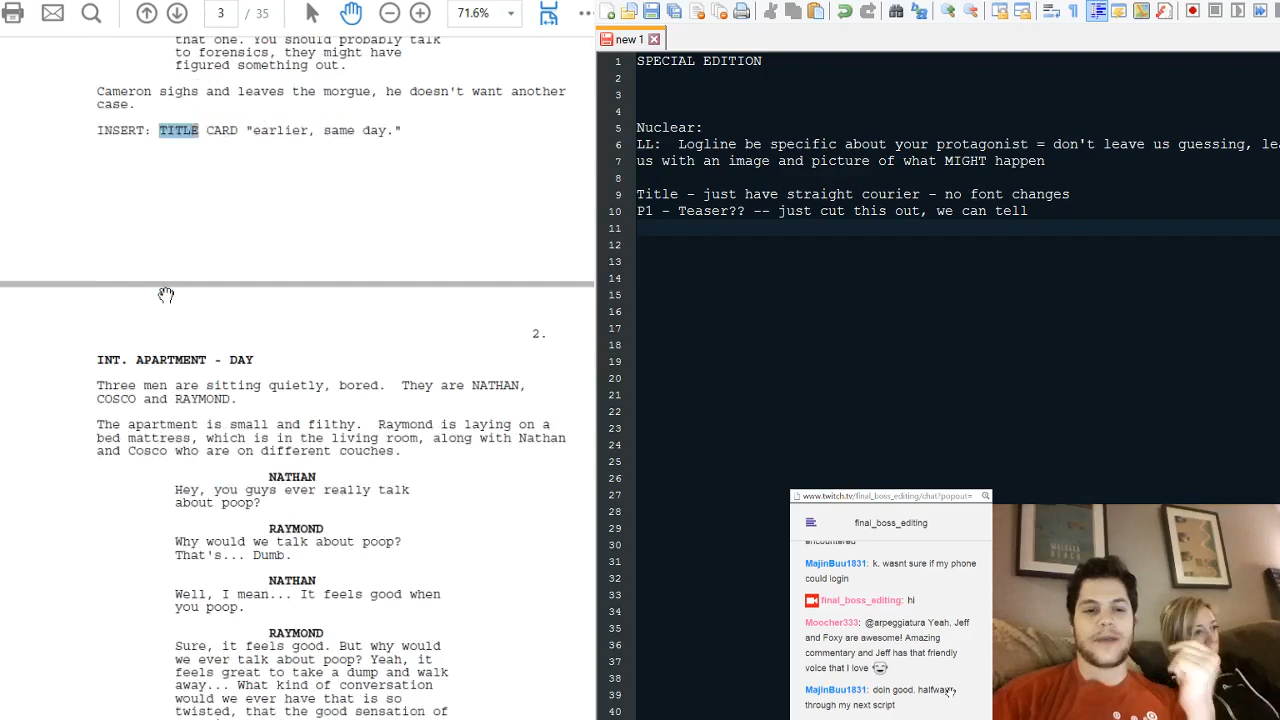 3 / 35
71.6%
that one. You should probably talk
to forensics, they might have
figured something out.
Cameron sighs and leaves the morgue, he doesn't want another
case.
INSERT: TITLE CARD "earlier, same day."
2.
INT. APARTMENT - DAY
Three men are sitting quietly, bored. They are NATHAN,
COSCO and RAYMOND.
The apartment is small and filthy. Raymond is laying on a
bed mattress, which is in the living room, along with Nathan
and Cosco who are on different couches.
NATHAN
Hey, you guys ever really talk
about poop?
RAYMOND
Why would we talk about poop?
That's... Dumb.
NATHAN
Well, I mean... It feels good when
you poop.
RAYMOND
Sure, it feels good. But why would
we ever talk about poop? Yeah, it
feels great to take a dump and walk
away... What kind of conversation
would we ever have that is so
twisted, that the good sensation of
new 1
1 SPECIAL EDITION
2
3
4
5 Nuclear:
6 LL: Logline be specific about your protagonist = don't leave us guessing, lea
7 us with an image and picture of what MIGHT happen
8
9 Title - just have straight courier - no font changes
10 P1 - Teaser?? -- just cut this out, we can tell
11
12
13
14
15
16
17
18
19
20
21
22
23
24
25
26
27
28
29
30
31
32
33
34
35
36
37
38
39
40
www.twitch.tv/final_boss_editing/chat?popout=
final_boss_editing
encountered
MajinBuu1831: k. wasnt sure if my phone
could login
final_boss_editing: hi
Moocher333: @arpeggiatura Yeah. Jeff
and Foxy are awesome! Amazing
commentary and Jeff has that friendly
voice that I love
MajinBuu1831: doin good. halfway
through my next script